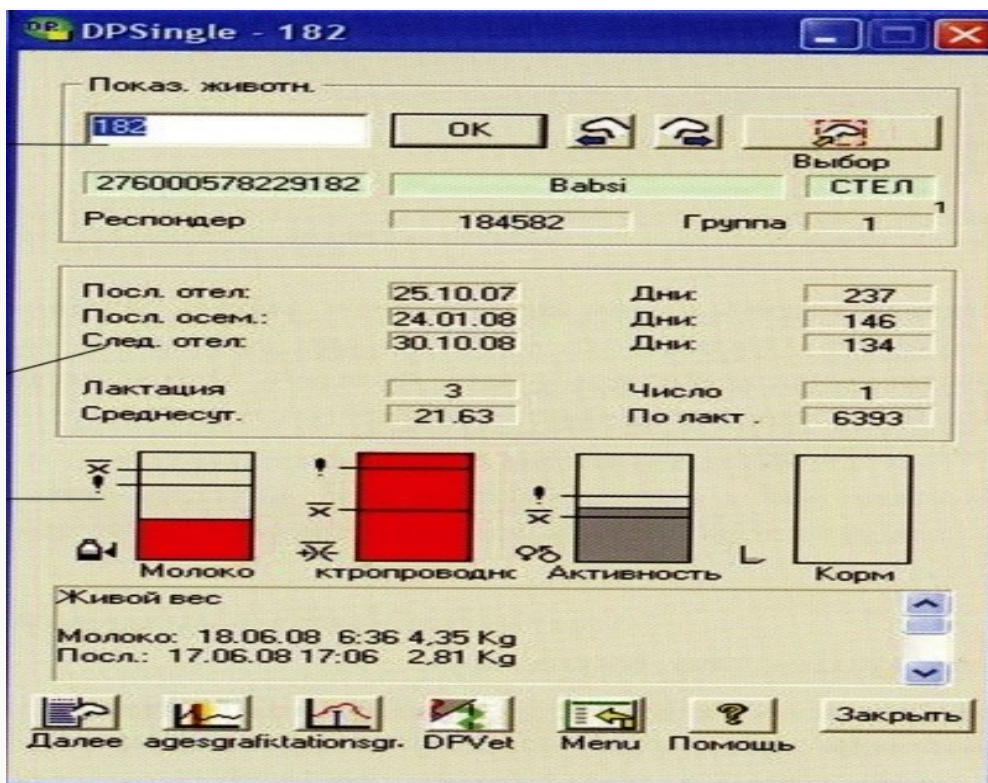 DPSingle - 182
Показ. животн.
182 OK
Выбор
276000578229182 Babsi СТЕЛ
Респондер 184582 Группа 1 1
Посл. отел: 25.10.07 Дни: 237
Посл. осем.: 24.01.08 Дни: 146
След. отел: 30.10.08 Дни: 134
Лактация 3 Число 1
Среднесут. 21.63 По лакт . 6393
Молоко ктропроводнс Активность Корм
Живой вес
Молоко: 18.06.08 6:36 4,35 Kg
Посл.: 17.06.08 17:06 2,81 Kg
Далее agesgrafik tationsgr. DPVet Menu Помощь Закрыть